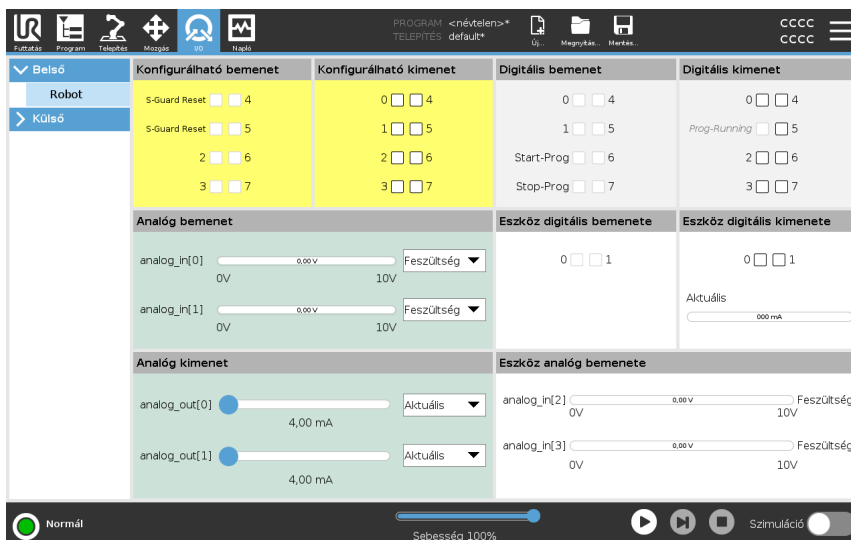 UR
PROGRAM <névtelen>*
TELEPÍTÉS default*
cccc
cccc
Futtatás Program Telepítés Mozgás I/O Napló Új... Megnyitás... Mentés...
Belső
Robot
Külső
Konfigurálható bemenet
S-Guard Reset 4
S-Guard Reset 5
2 6
3 7
Konfigurálható kimenet
0 4
1 5
2 6
3 7
Digitális bemenet
0 4
1 5
Start-Prog 6
Stop-Prog 7
Digitális kimenet
0 4
Prog-Running 5
2 6
3 7
Analóg bemenet
analog_in[0] 0,00 V Feszültség
0V 10V
analog_in[1] 0,00 V Feszültség
0V 10V
Eszköz digitális bemenete
0 1
Eszköz digitális kimenete
0 1
Aktuális
000 mA
Analóg kimenet
analog_out[0] Aktuális
4,00 mA
analog_out[1] Aktuális
4,00 mA
Eszköz analóg bemenete
analog_in[2] 0,00 V Feszültség
0V 10V
analog_in[3] 0,00 V Feszültség
0V 10V
Normál
Sebesség 100%
Szimuláció